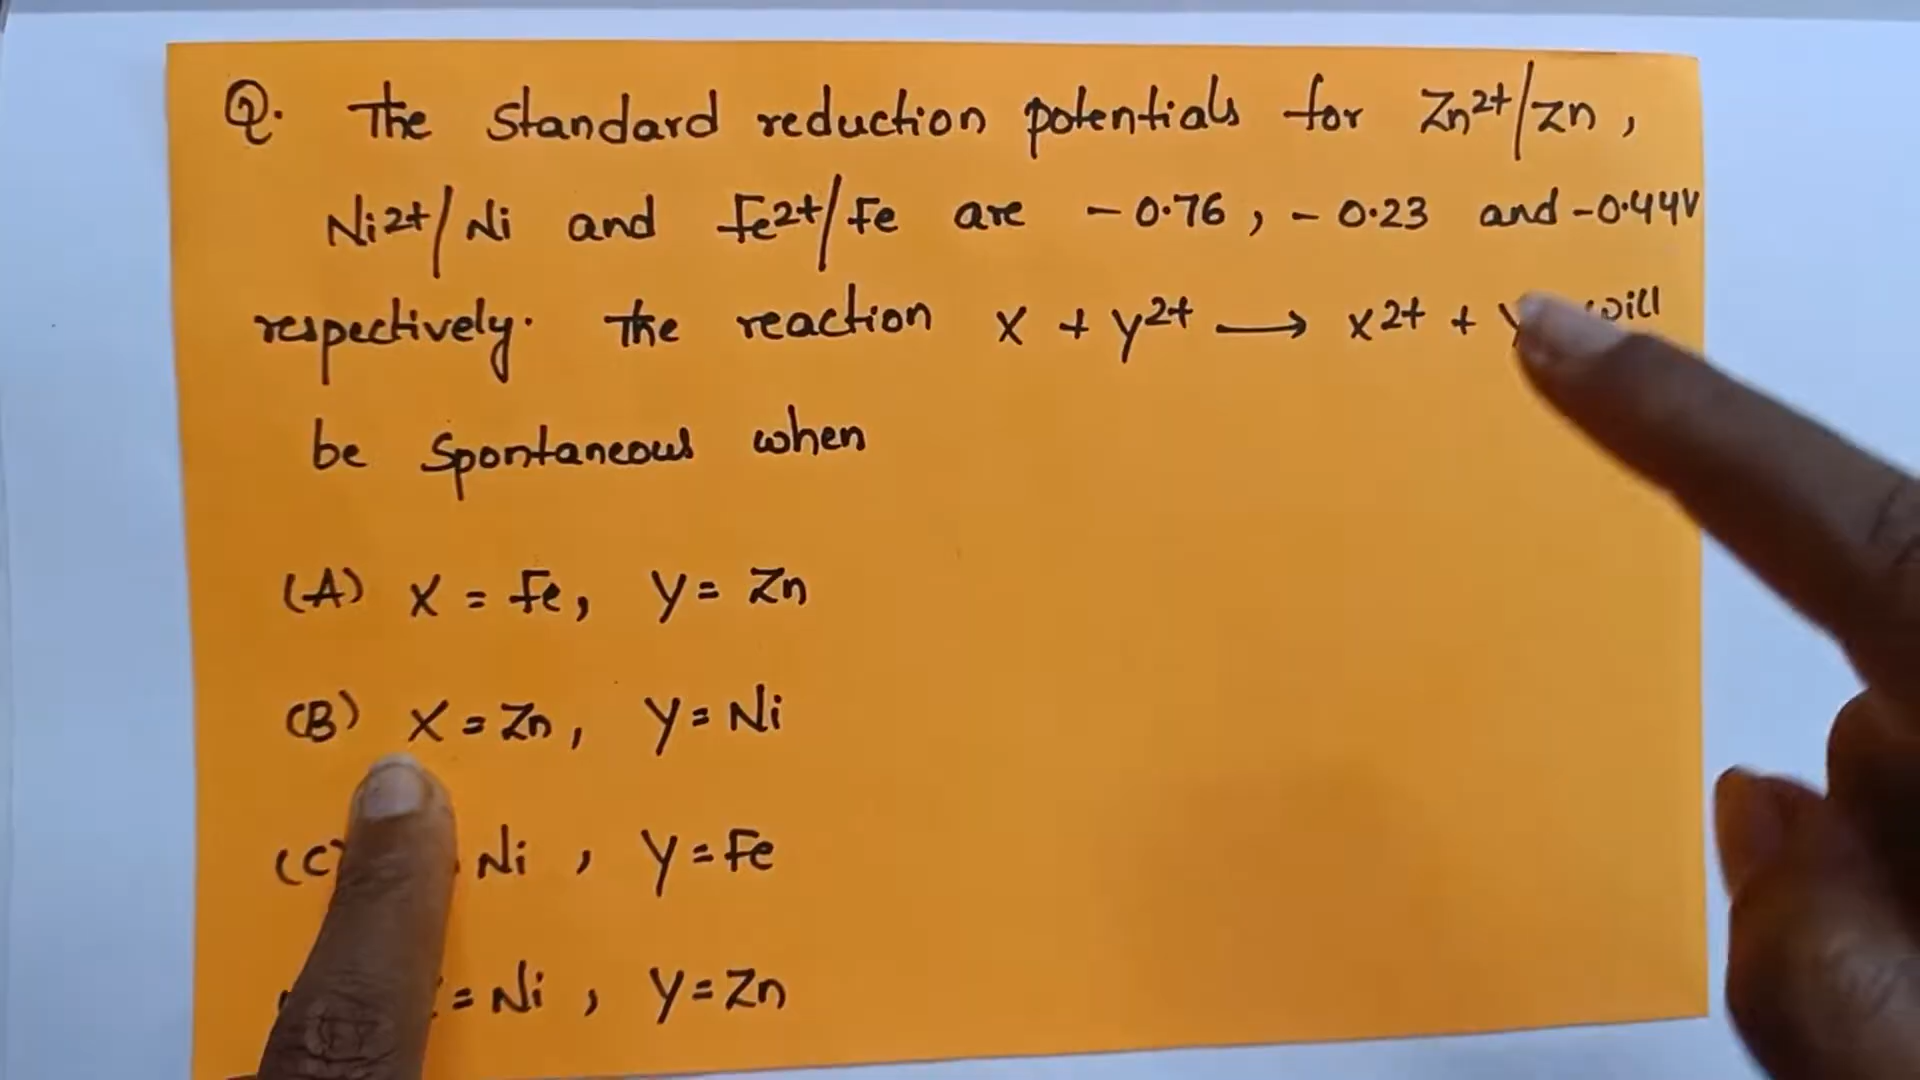 Q. The standard reduction potentials for Zn2+/Zn,
Ni2+/Ni and Fe2+/Fe are -0.76, -0.23 and -0.44V
respectively. The reaction X + Y2+ → X2+ + Y will
be spontaneous when
(A) X = Fe, Y = Zn
(B) X = Zn, Y = Ni
(C) = Ni, Y = Fe
= Ni, Y = Zn